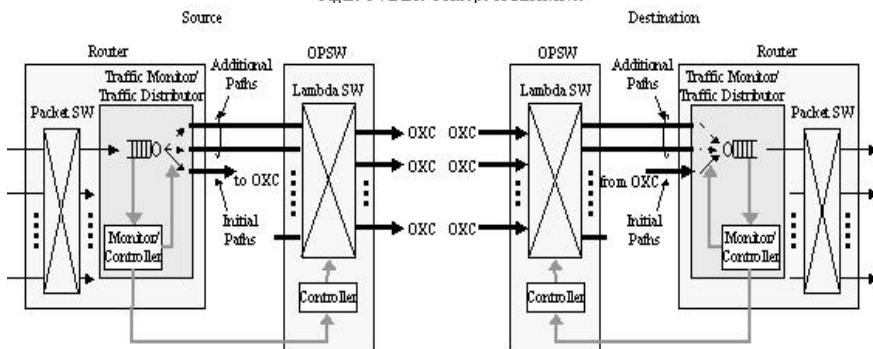 Source
Destination
Router
OPSW
OPSW
Router
Traffic Monitor/
Traffic Distributor
Additional
Paths
Lambda SW
Lambda SW
Additional
Paths
Traffic Monitor/
Traffic Distributor
Packet SW
Packet SW
OXC
OXC
OXC
OXC
to OXC
from OXC
Initial
Paths
OXC
OXC
Initial
Paths
Monitor/
Controller
Monitor/
Controller
Controller
Controller